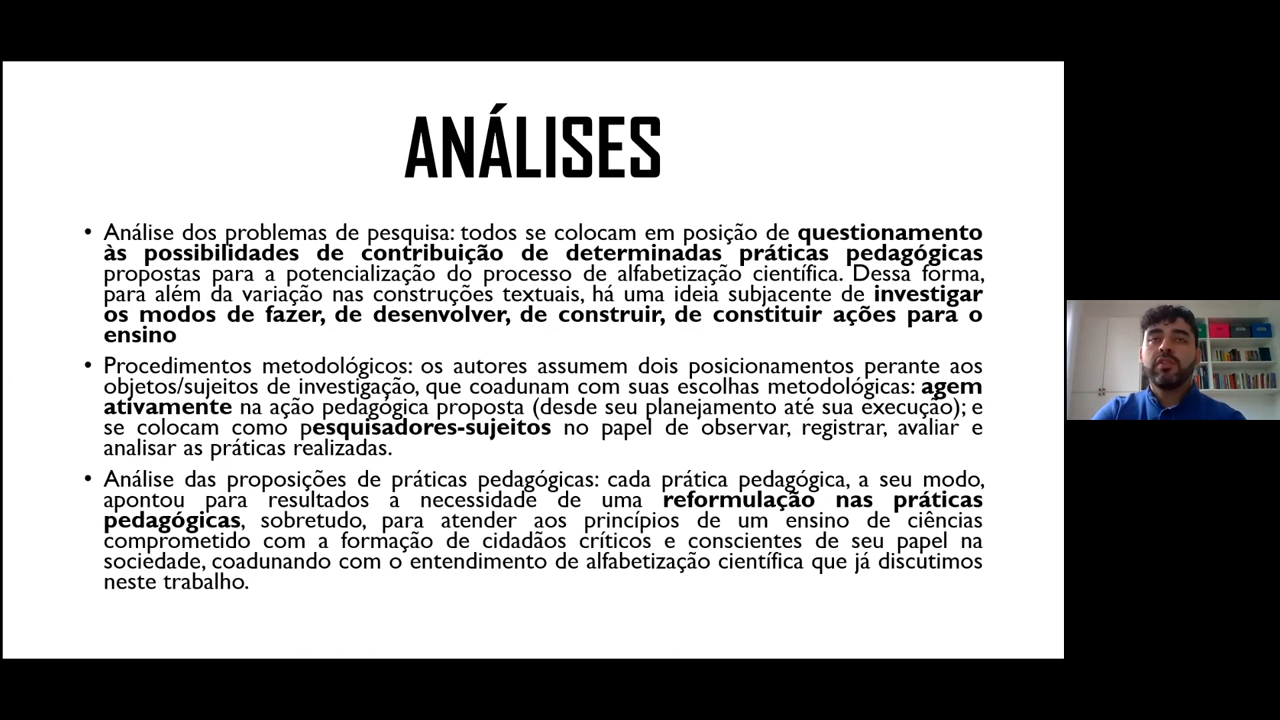 ANÁLISES
• Análise dos problemas de pesquisa: todos se colocam em posição de questionamento
às possibilidades de contribuição de determinadas práticas pedagógicas
propostas para a potencialização do processo de alfabetização científica. Dessa forma,
para além da variação nas construções textuais, há uma ideia subjacente de investigar
os modos de fazer, de desenvolver, de construir, de constituir ações para o
ensino
• Procedimentos metodológicos: os autores assumem dois posicionamentos perante aos
objetos/sujeitos de investigação, que coadunam com suas escolhas metodológicas: agem
ativamente na ação pedagógica proposta (desde seu planejamento até sua execução); e
se colocam como pesquisadores-sujeitos no papel de observar, registrar, avaliar e
analisar as práticas realizadas.
• Análise das proposições de práticas pedagógicas: cada prática pedagógica, a seu modo,
apontou para resultados a necessidade de uma reformulação nas práticas
pedagógicas, sobretudo, para atender aos princípios de um ensino de ciências
comprometido com a formação de cidadãos críticos e conscientes de seu papel na
sociedade, coadunando com o entendimento de alfabetização científica que já discutimos
neste trabalho.